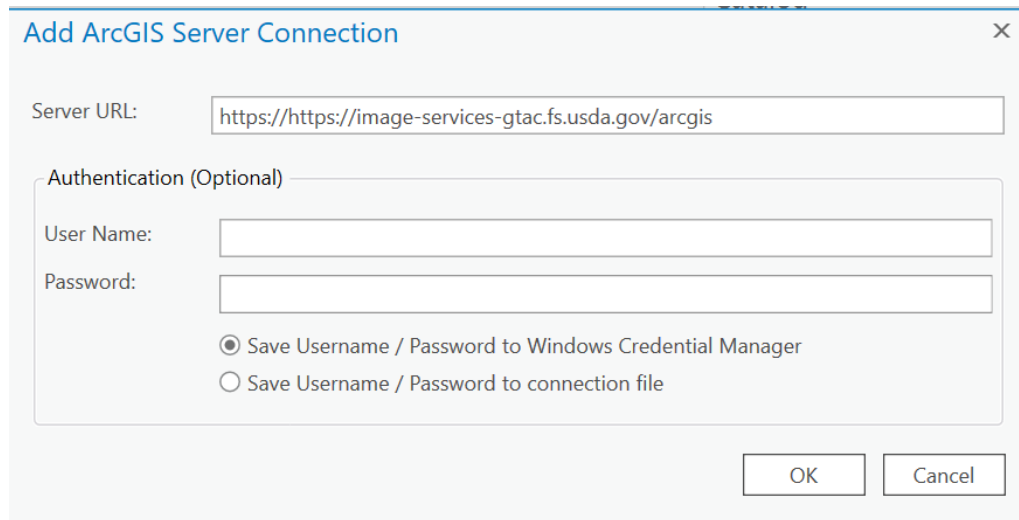 Add ArcGIS Server Connection
Server URL:
https://https://image-services-gtac.fs.usda.gov/arcgis
Authentication (Optional)
User Name:
Password:
Save Username / Password to Windows Credential Manager
Save Username / Password to connection file
OK
Cancel